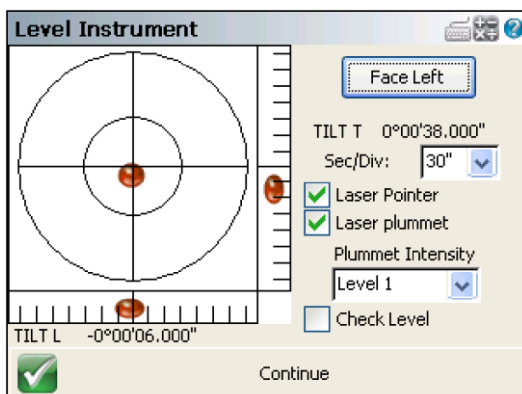 Level Instrument
Face Left
TILT T 0°00'38.000"
Sec/Div: 30"
Laser Pointer
Laser plummet
Plummet Intensity
Level 1
Check Level
TILT L -0°00'06.000"
Continue